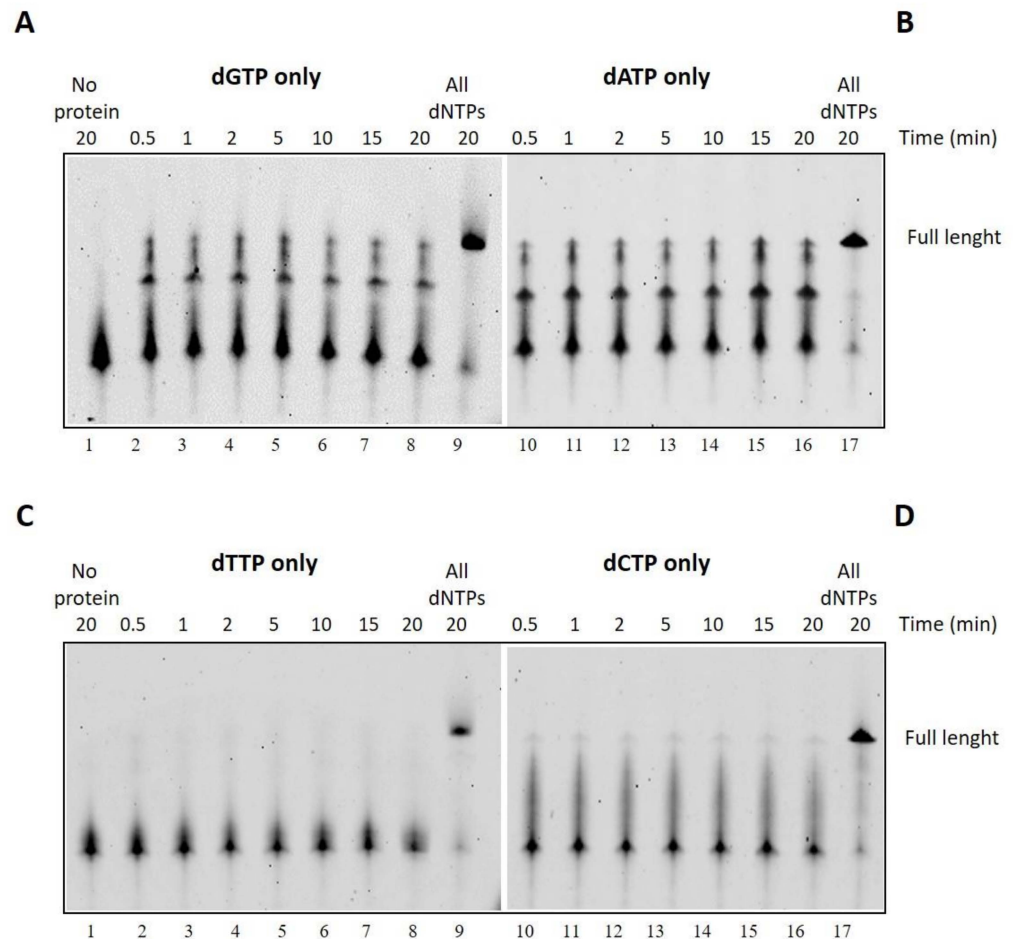 A
B
dGTP only
dATP only
No
protein
All
dNTPs
All
dNTPs
20 0.5 1 2 5 10 15 20 20 0.5 1 2 5 10 15 20 20 Time (min)
Full lenght
1 2 3 4 5 6 7 8 9 10 11 12 13 14 15 16 17
C
D
dTTP only
dCTP only
No
protein
All
dNTPs
All
dNTPs
20 0.5 1 2 5 10 15 20 20 0.5 1 2 5 10 15 20 20 Time (min)
Full lenght
1 2 3 4 5 6 7 8 9 10 11 12 13 14 15 16 17